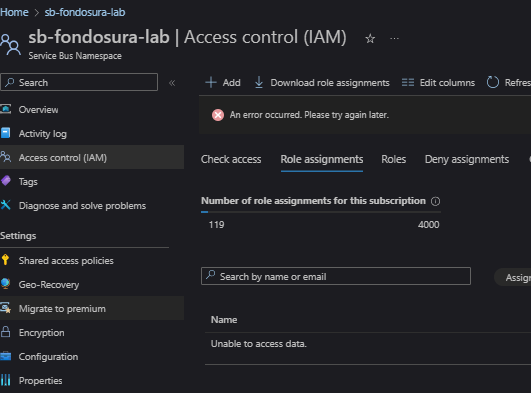 Home > sb-fondosura-lab
sb-fondosura-lab | Access control (IAM) ☆ ...
Service Bus Namespace
Search «
Add Download role assignments Edit columns Refres
Overview
Activity log
Access control (IAM)
Tags
Diagnose and solve problems
Settings
Shared access policies
Geo-Recovery
Migrate to premium
Encryption
Configuration
Properties
An error occurred. Please try again later.
Check access Role assignments Roles Deny assignments
Number of role assignments for this subscription
119 4000
Search by name or email
Assign
Name
Unable to access data.